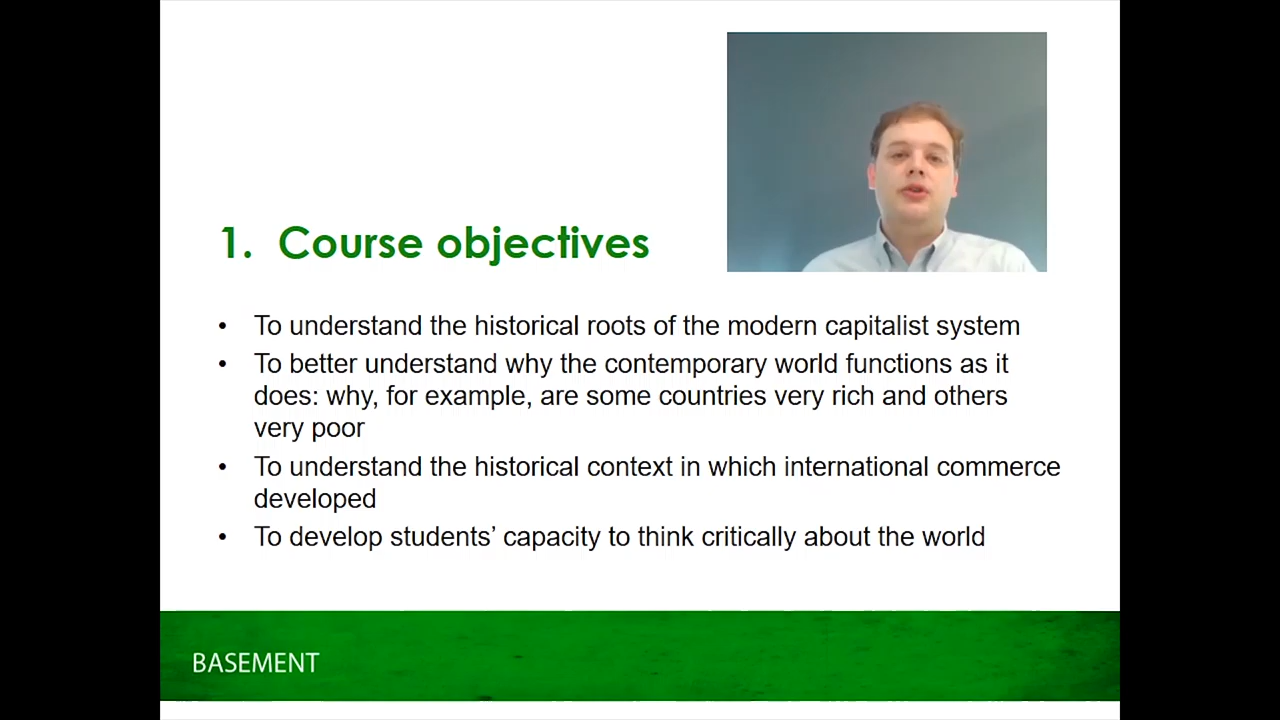 1. Course objectives
• To understand the historical roots of the modern capitalist system
• To better understand why the contemporary world functions as it
does: why, for example, are some countries very rich and others
very poor
• To understand the historical context in which international commerce
developed
• To develop students’ capacity to think critically about the world
BASEMENT